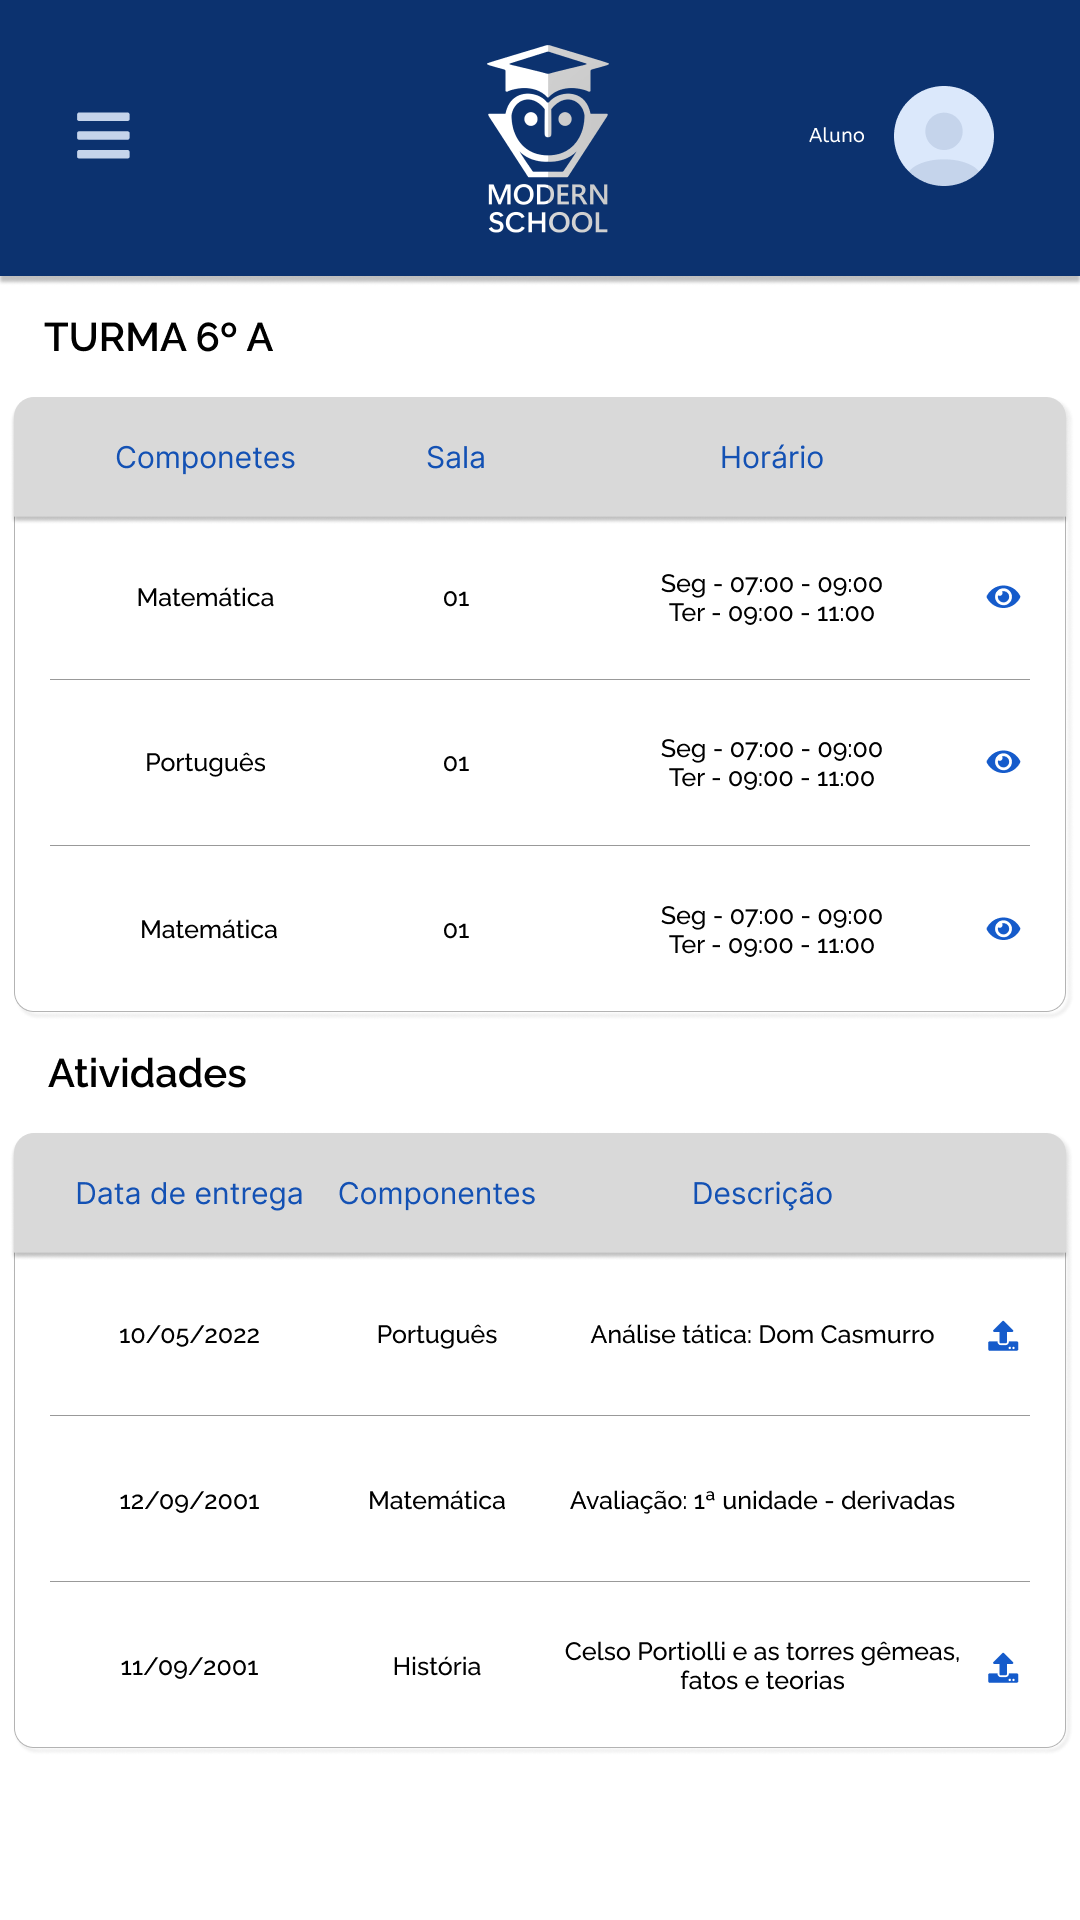 MODERN
SCHOOL
Aluno
TURMA 6º A
Componetes Sala Horário
Matemática 01 Seg - 07:00 - 09:00
Ter - 09:00 - 11:00
Português 01 Seg - 07:00 - 09:00
Ter - 09:00 - 11:00
Matemática 01 Seg - 07:00 - 09:00
Ter - 09:00 - 11:00
Atividades
Data de entrega Componentes Descrição
10/05/2022 Português Análise tática: Dom Casmurro
12/09/2001 Matemática Avaliação: 1ª unidade - derivadas
11/09/2001 História Celso Portiolli e as torres gêmeas,
fatos e teorias